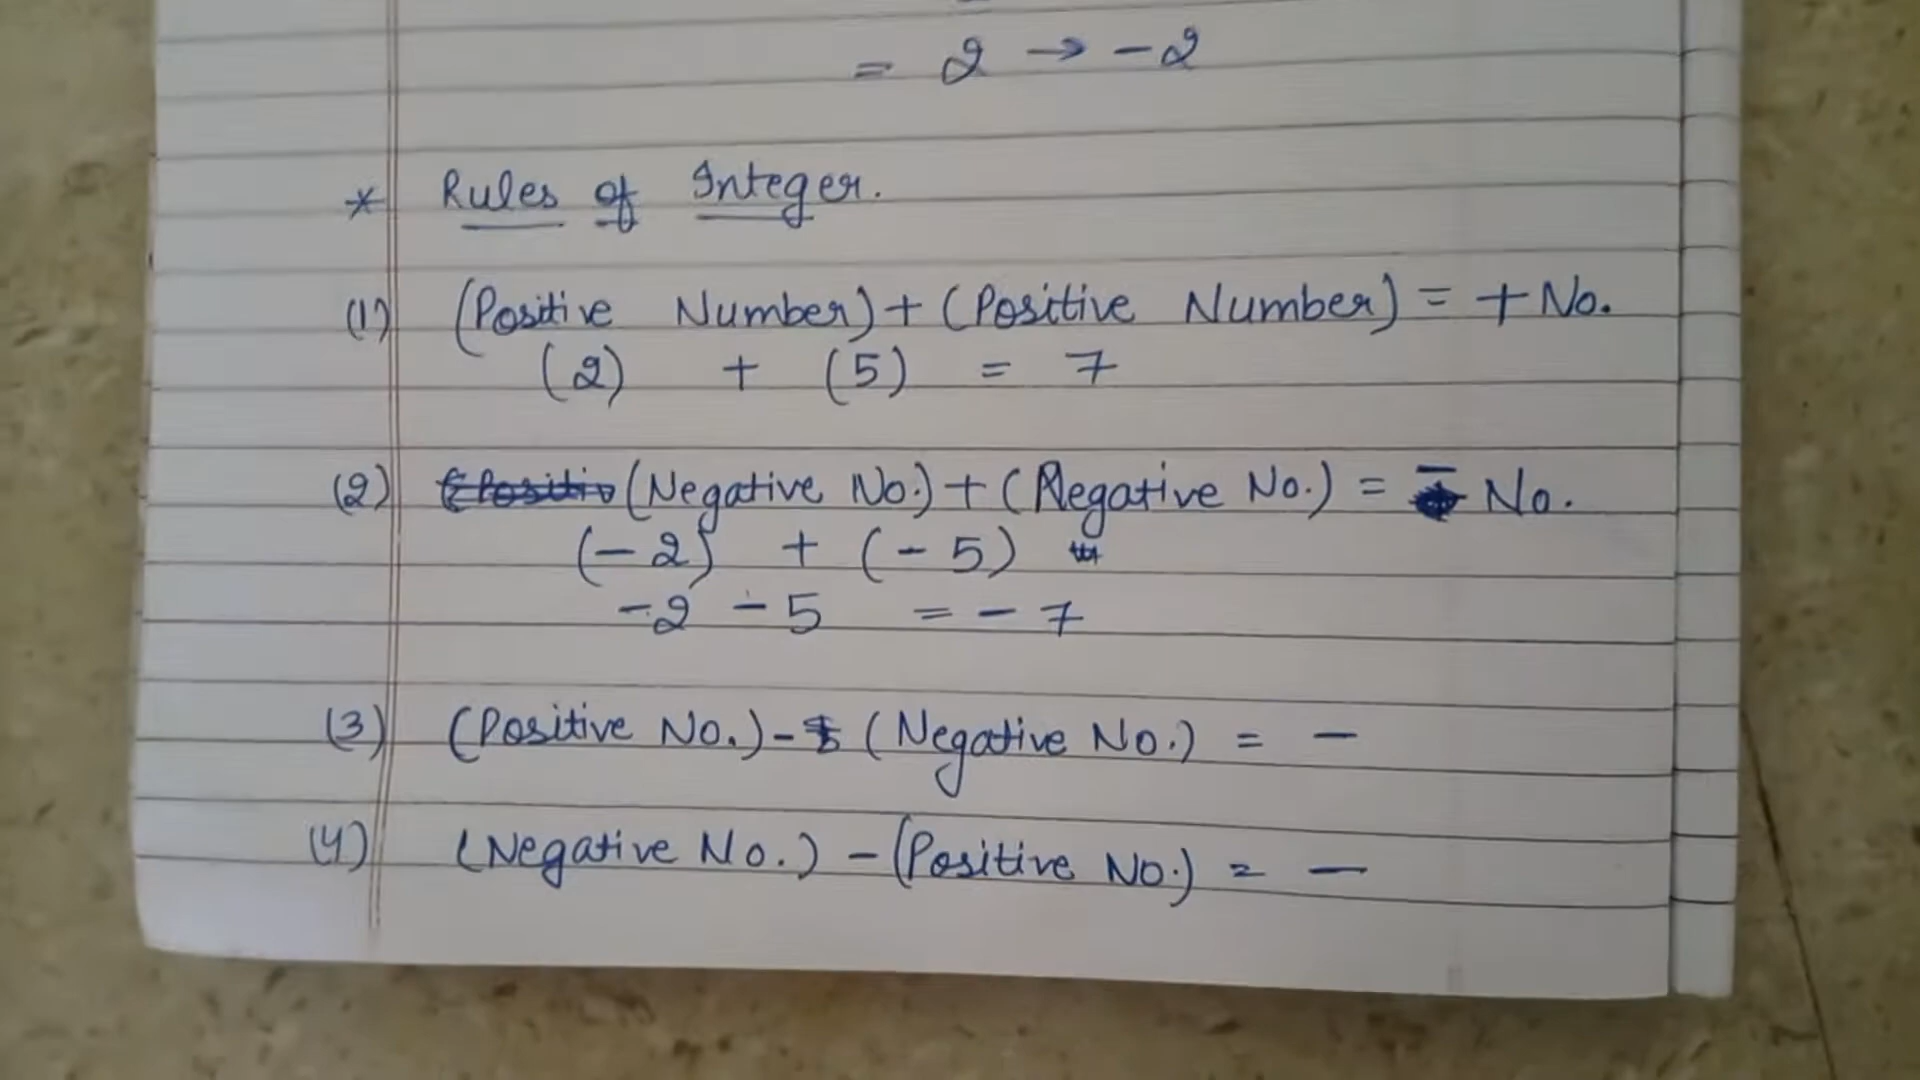 = 2 → -2
* Rules of Integer.
(1) (Positive Number) + (Positive Number) = + No.
(2) + (5) = 7
(2) (Negative No.) + (Negative No.) = - No.
(-2) + (-5)
-2 - 5 = - 7
(3) (Positive No.) - (Negative No.) = -
(4) (Negative No.) - (Positive No.) = -